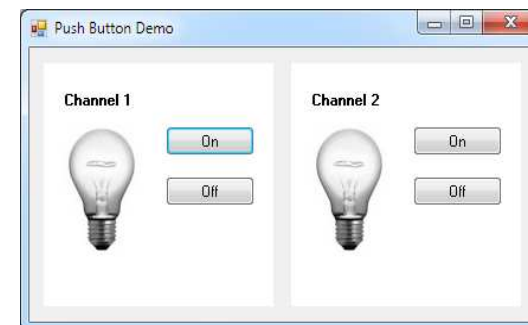 Push Button Demo
Channel 1
On
Off
Channel 2
On
Off